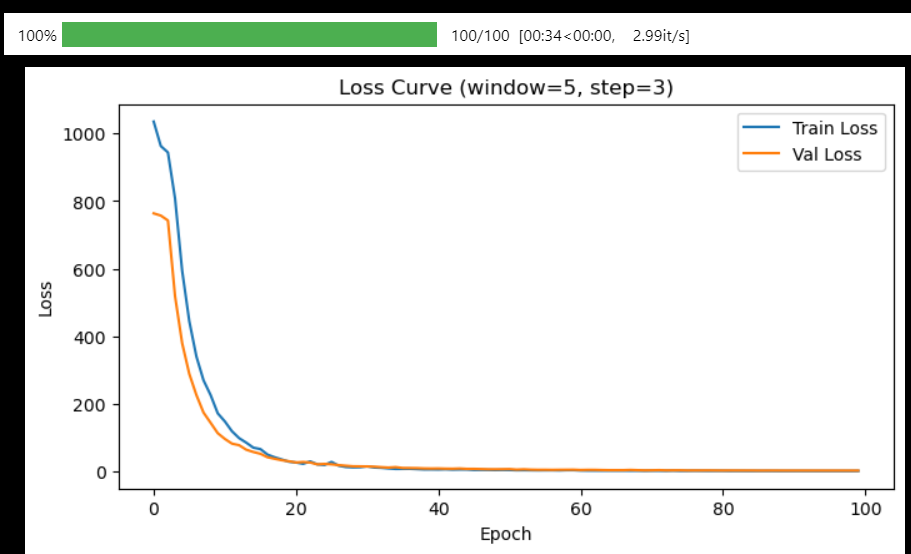 100% 100/100 [00:34<00:00, 2.99it/s]
Loss Curve (window=5, step=3)
Train Loss
Val Loss
1000
800
600
400
200
0
Loss
0 20 40 60 80 100
Epoch